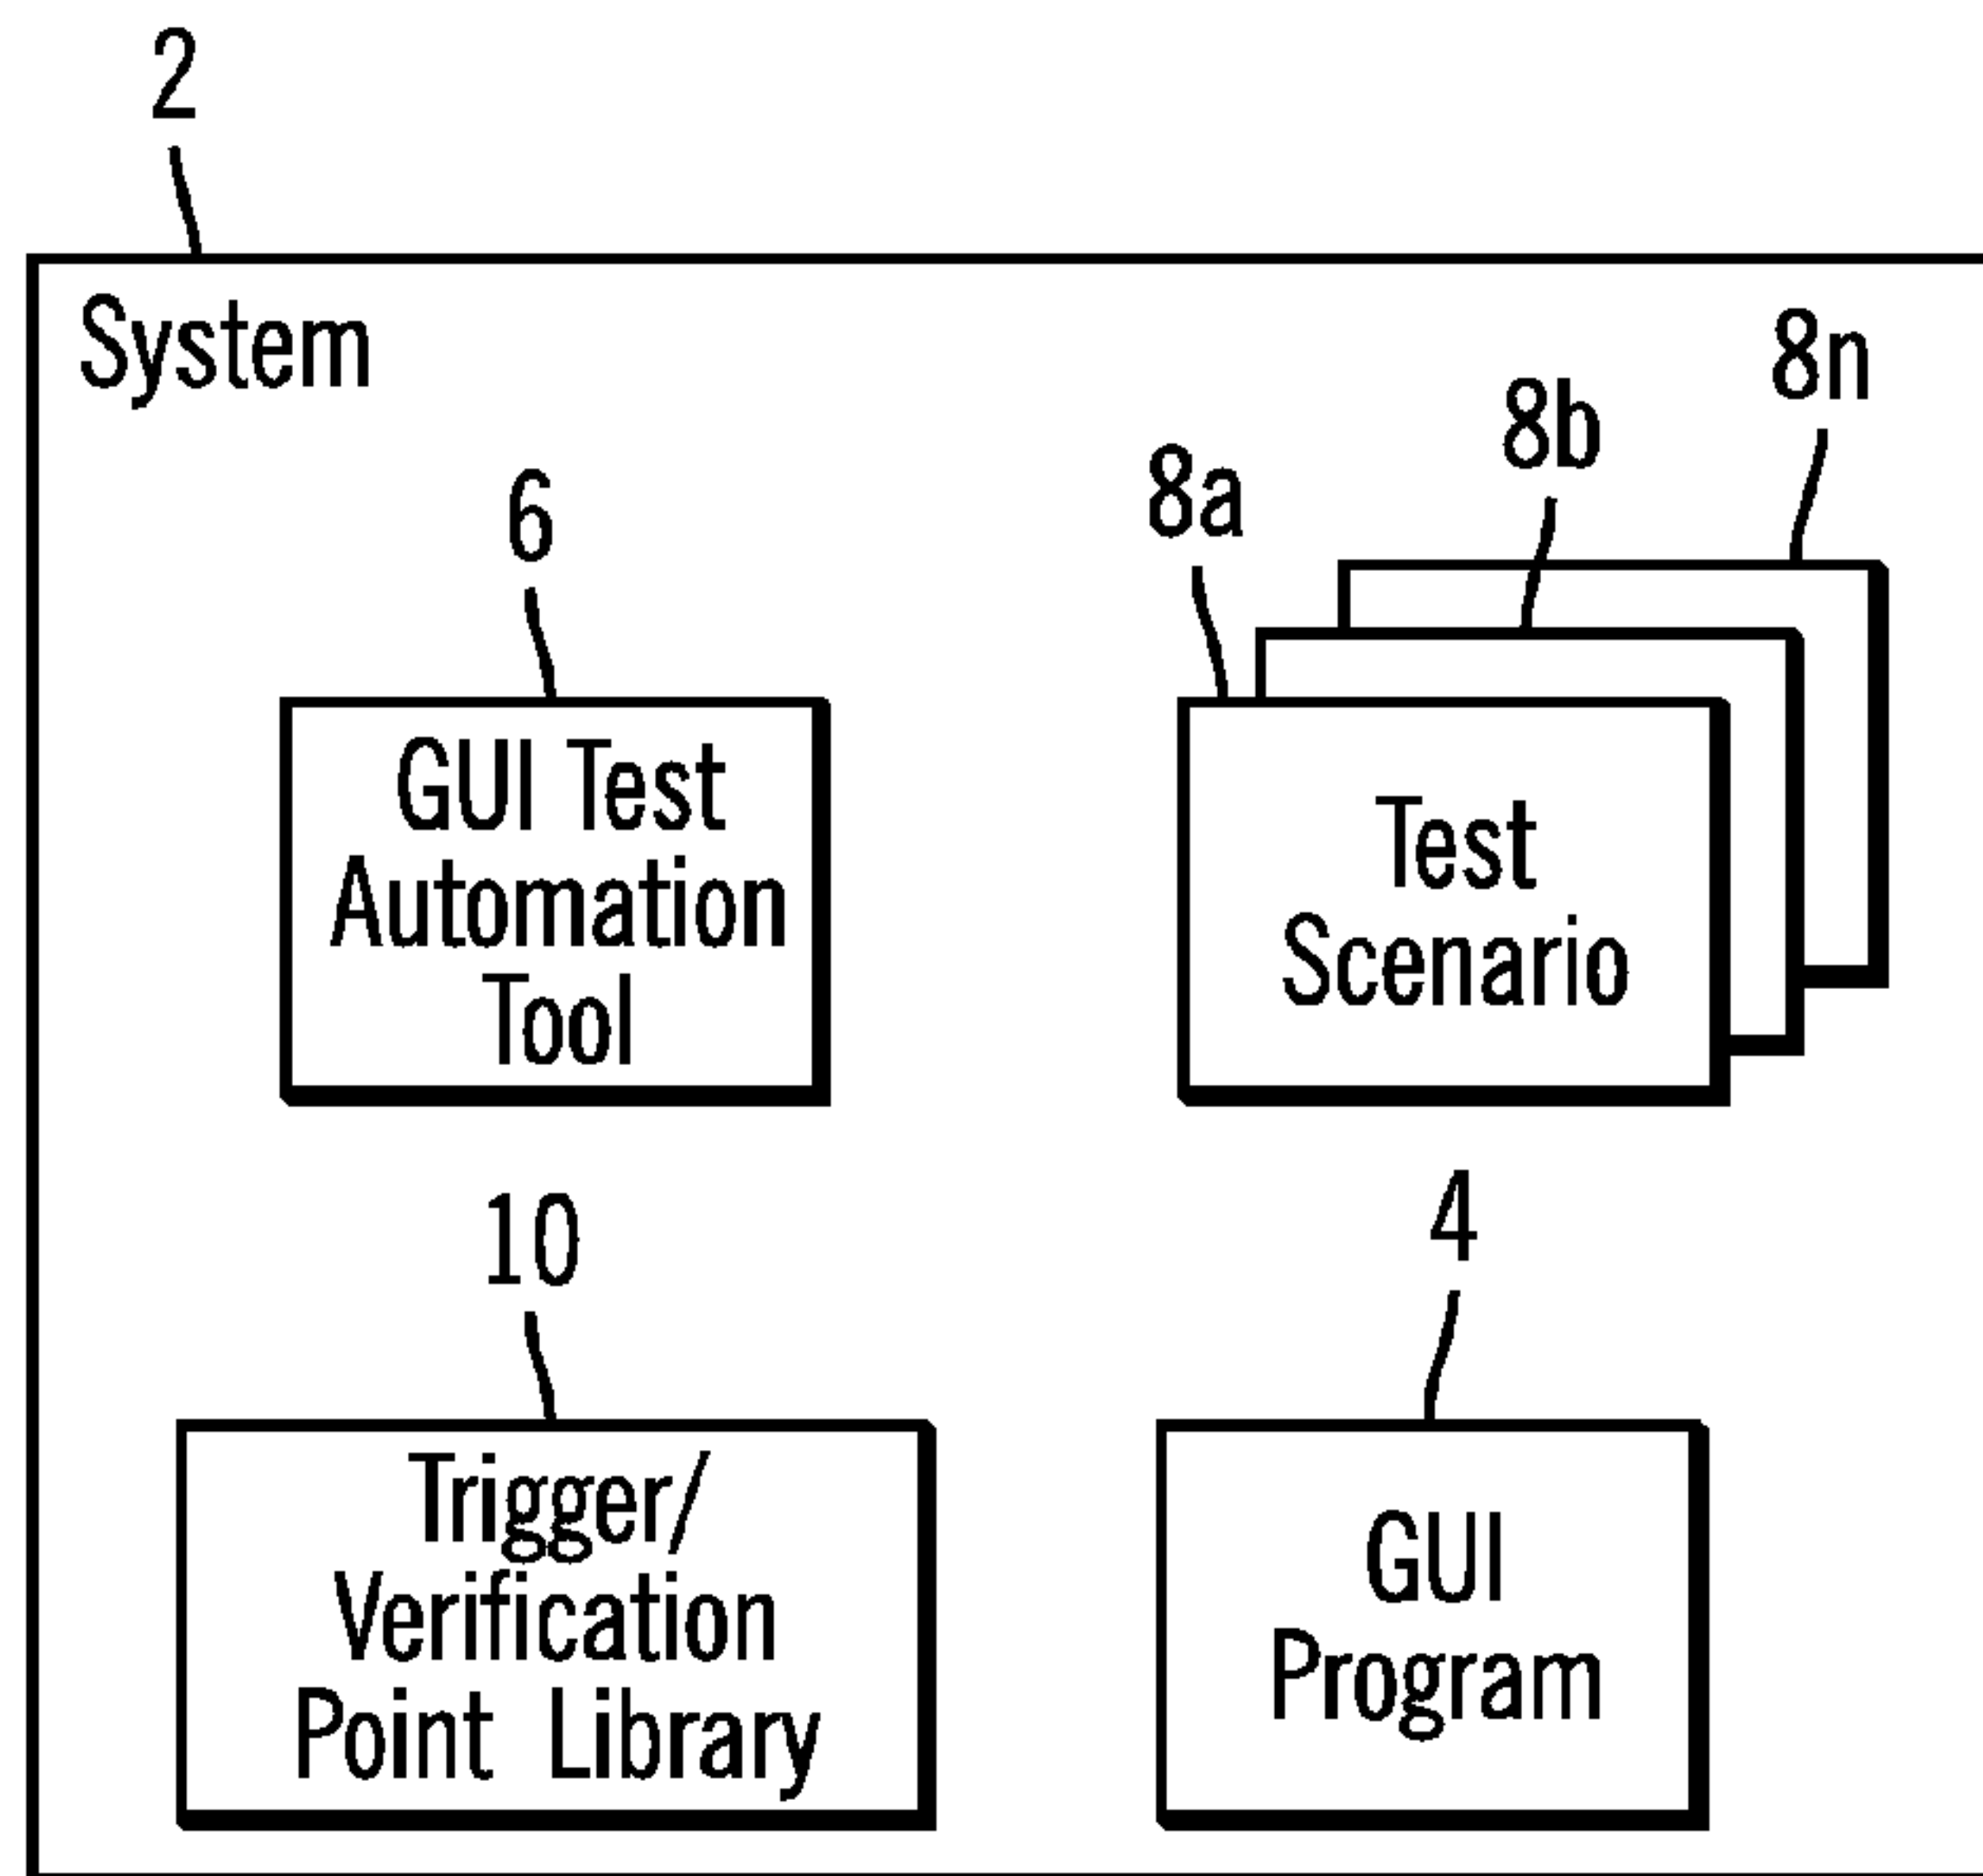 2
System
6
8a
8b
8n
GUI Test
Automation
Tool
Test
Scenario
10
4
Trigger/
Verification
Point Library
GUI
Program